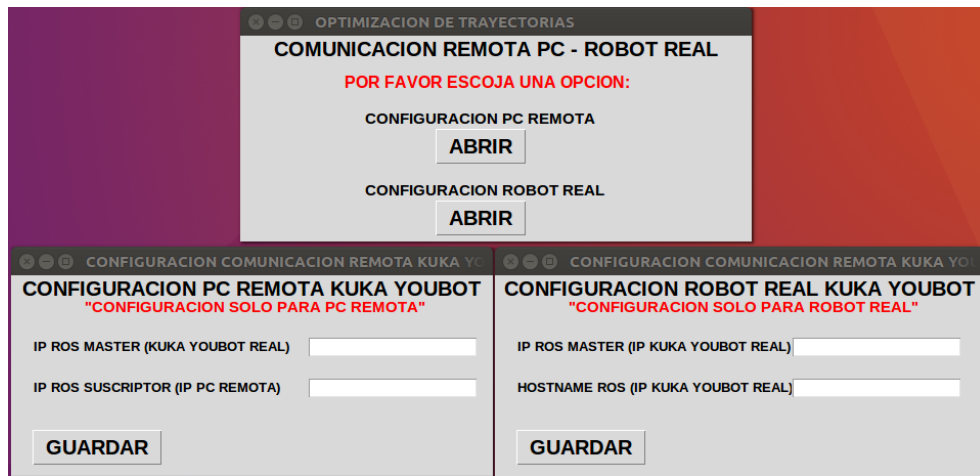 OPTIMIZACION DE TRAYECTORIAS
COMUNICACION REMOTA PC - ROBOT REAL
POR FAVOR ESCOJA UNA OPCION:
CONFIGURACION PC REMOTA
ABRIR
CONFIGURACION ROBOT REAL
ABRIR
CONFIGURACION COMUNICACION REMOTA KUKA YO
CONFIGURACION PC REMOTA KUKA YOUBOT
"CONFIGURACION SOLO PARA PC REMOTA"
IP ROS MASTER (KUKA YOUBOT REAL)
IP ROS SUSCRIPTOR (IP PC REMOTA)
GUARDAR
CONFIGURACION COMUNICACION REMOTA KUKA YOU
CONFIGURACION ROBOT REAL KUKA YOUBOT
"CONFIGURACION SOLO PARA ROBOT REAL"
IP ROS MASTER (IP KUKA YOUBOT REAL)
HOSTNAME ROS (IP KUKA YOUBOT REAL)
GUARDAR